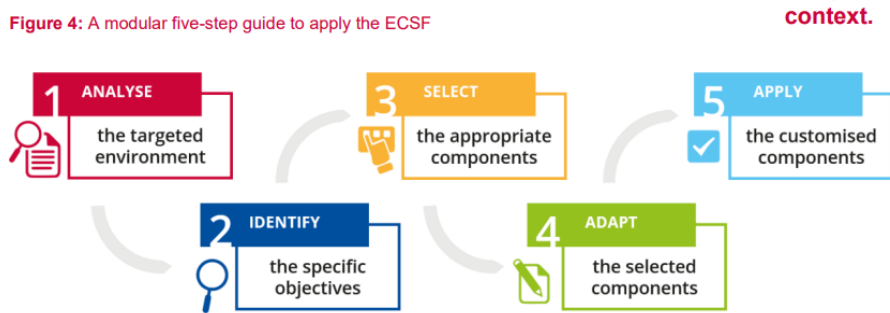 context.
Figure 4: A modular five-step guide to apply the ECSF
1 ANALYSE
the targeted
environment
2 IDENTIFY
the specific
objectives
3 SELECT
the appropriate
components
4 ADAPT
the selected
components
5 APPLY
the customised
components